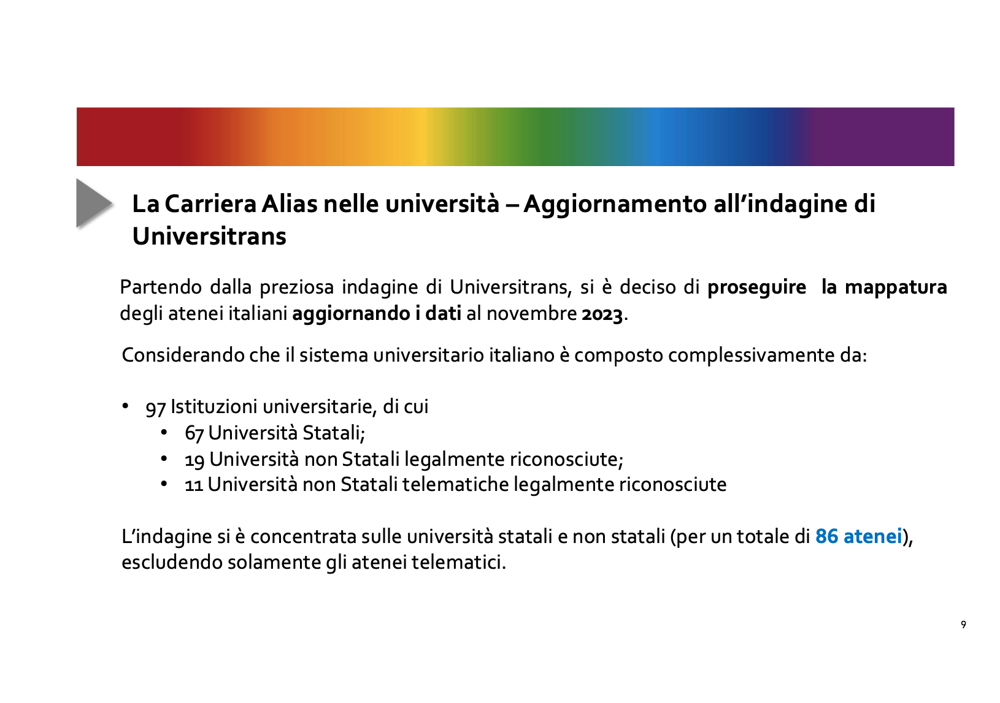 La Carriera Alias nelle università – Aggiornamento all’indagine di
Universitrans
Partendo dalla preziosa indagine di Universitrans, si è deciso di proseguire la mappatura
degli atenei italiani aggiornando i dati al novembre 2023.
Considerando che il sistema universitario italiano è composto complessivamente da:
• 97 Istituzioni universitarie, di cui
• 67 Università Statali;
• 19 Università non Statali legalmente riconosciute;
• 11 Università non Statali telematiche legalmente riconosciute
L’indagine si è concentrata sulle università statali e non statali (per un totale di 86 atenei),
escludendo solamente gli atenei telematici.
9